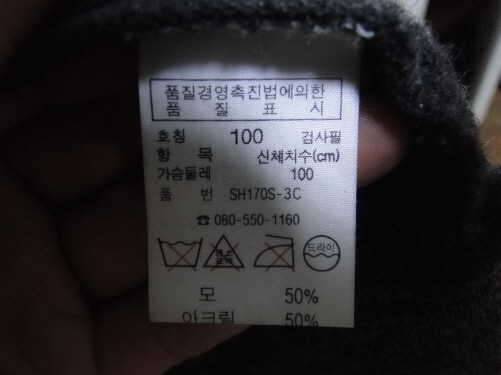 품질경영촉진법에의한
품 질 표 시
호칭 100 검사필
항 목 신체치수(cm)
가슴둘레 100
품 번 SH170S-3C
☎ 080-550-1160
드라이
모 50%
아크릴 50%